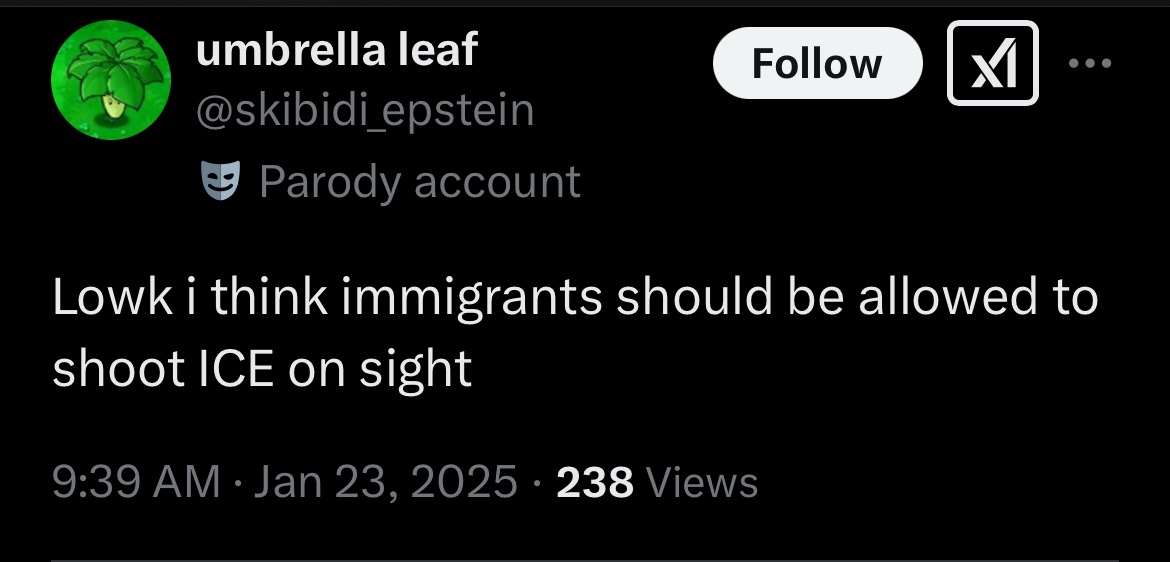 umbrella leaf
Follow
@skibidi_epstein
Parody account
Lowk i think immigrants should be allowed to
shoot ICE on sight
9:39 AM · Jan 23, 2025 · 238 Views